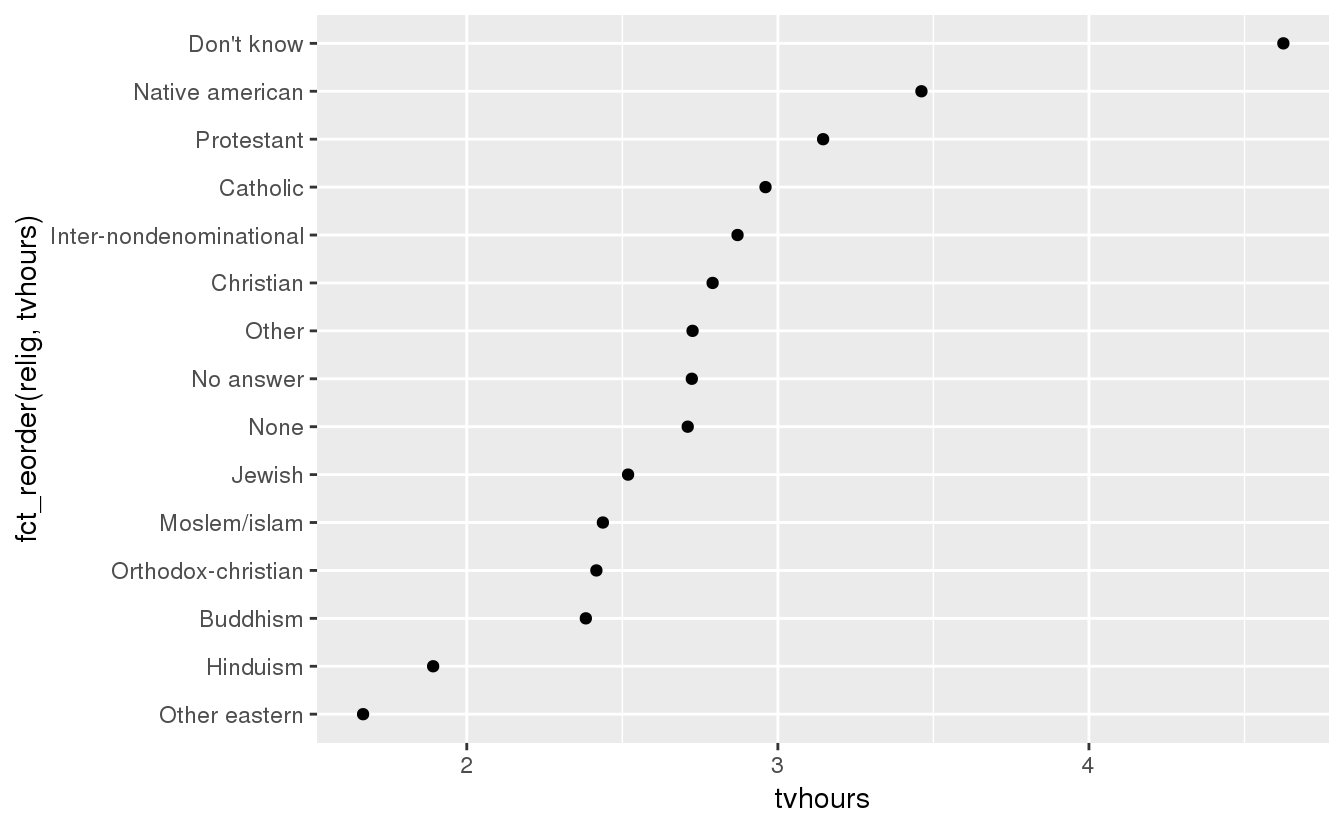 Don't know
Native american
Protestant
Catholic
Inter-nondenominational
Christian
Other
No answer
None
Jewish
Moslem/islam
Orthodox-christian
Buddhism
Hinduism
Other eastern
fct_reorder(relig, tvhours)
2 3 4
tvhours